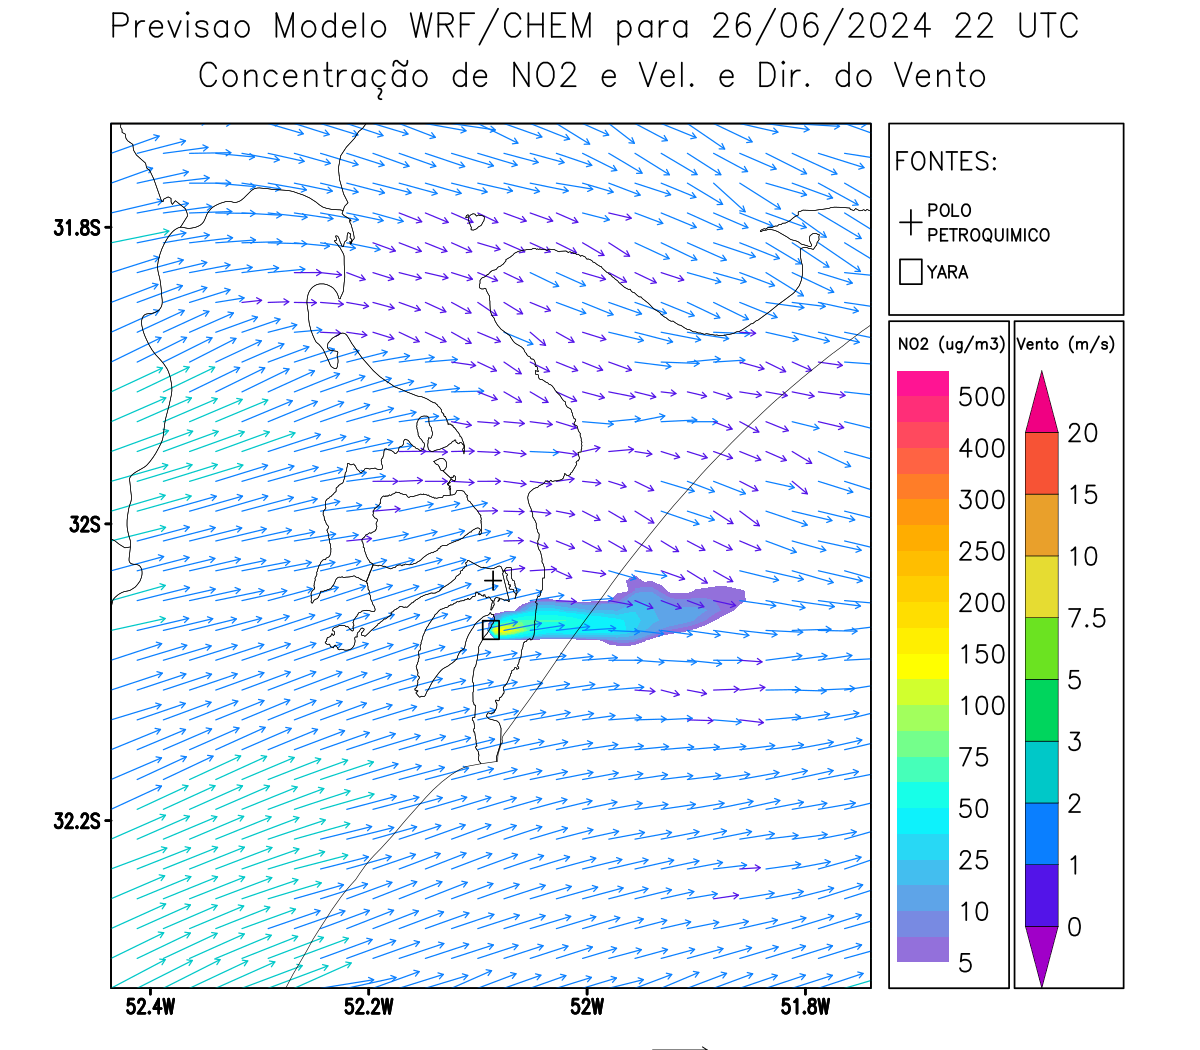 Previsao Modelo WRF/CHEM para 26/06/2024 22 UTC
Concentração de NO2 e Vel. e Dir. do Vento
FONTES:
POLO
PETROQUIMICO
YARA
NO2 (ug/m3)
500
400
300
250
200
150
100
75
50
25
10
5
Vento (m/s)
20
15
10
7.5
5
3
2
1
0
31.8S
32S
32.2S
52.4W
52.2W
52W
51.8W